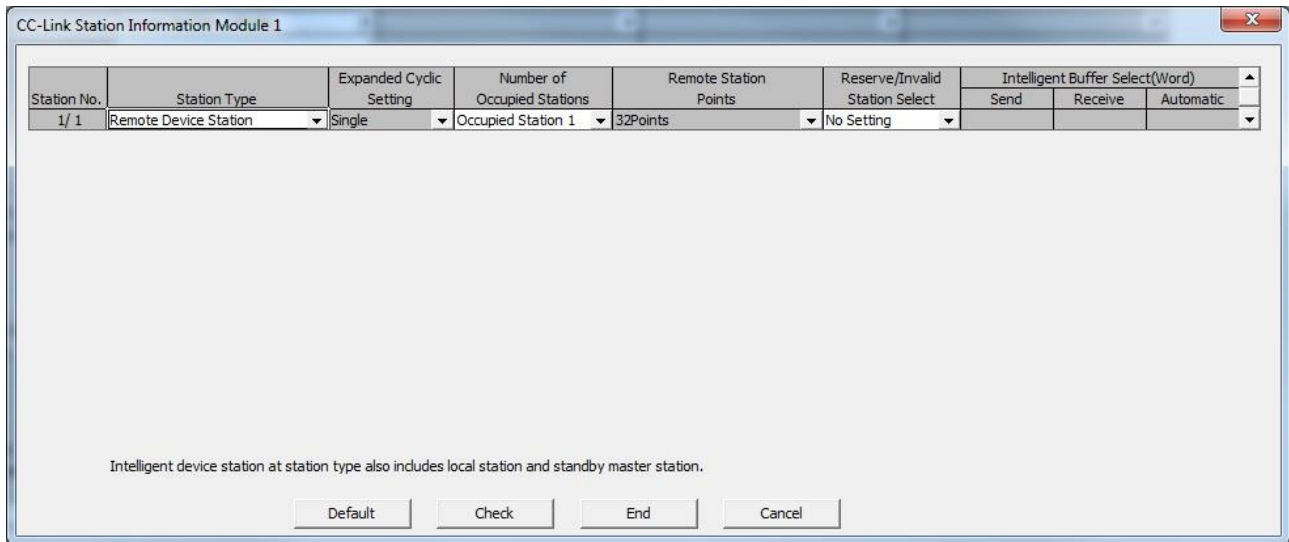 CC-Link Station Information Module 1
Expanded Cyclic Number of Remote Station Reserve/Invalid Intelligent Buffer Select(Word)
Station No. Station Type Setting Occupied Stations Points Station Select Send Receive Automatic
1/ 1 Remote Device Station Single Occupied Station 1 32Points No Setting
Intelligent device station at station type also includes local station and standby master station.
Default Check End Cancel